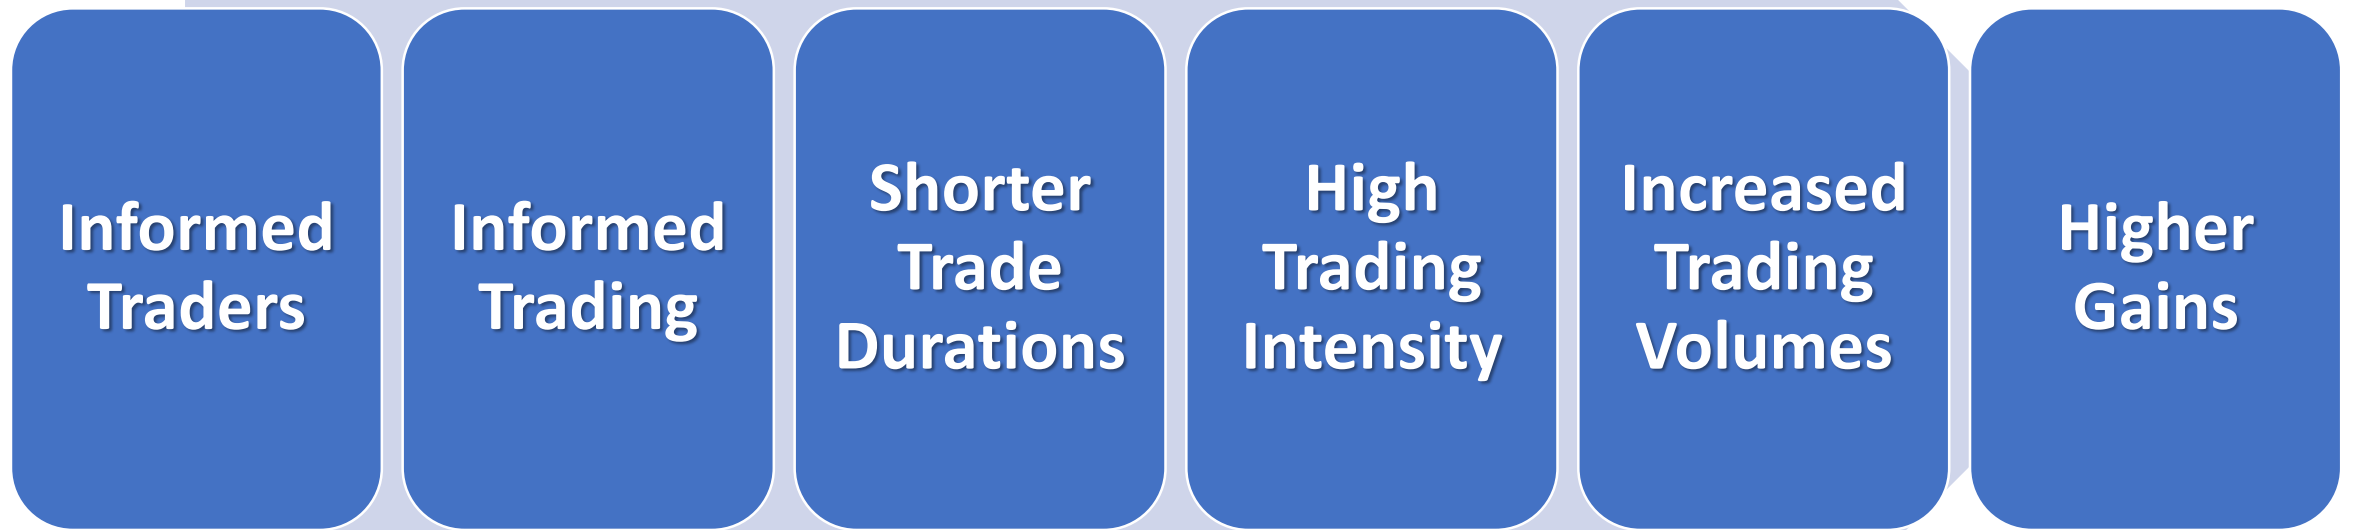 Informed
Traders
Informed
Trading
Shorter
Trade
Durations
High
Trading
Intensity
Increased
Trading
Volumes
Higher
Gains